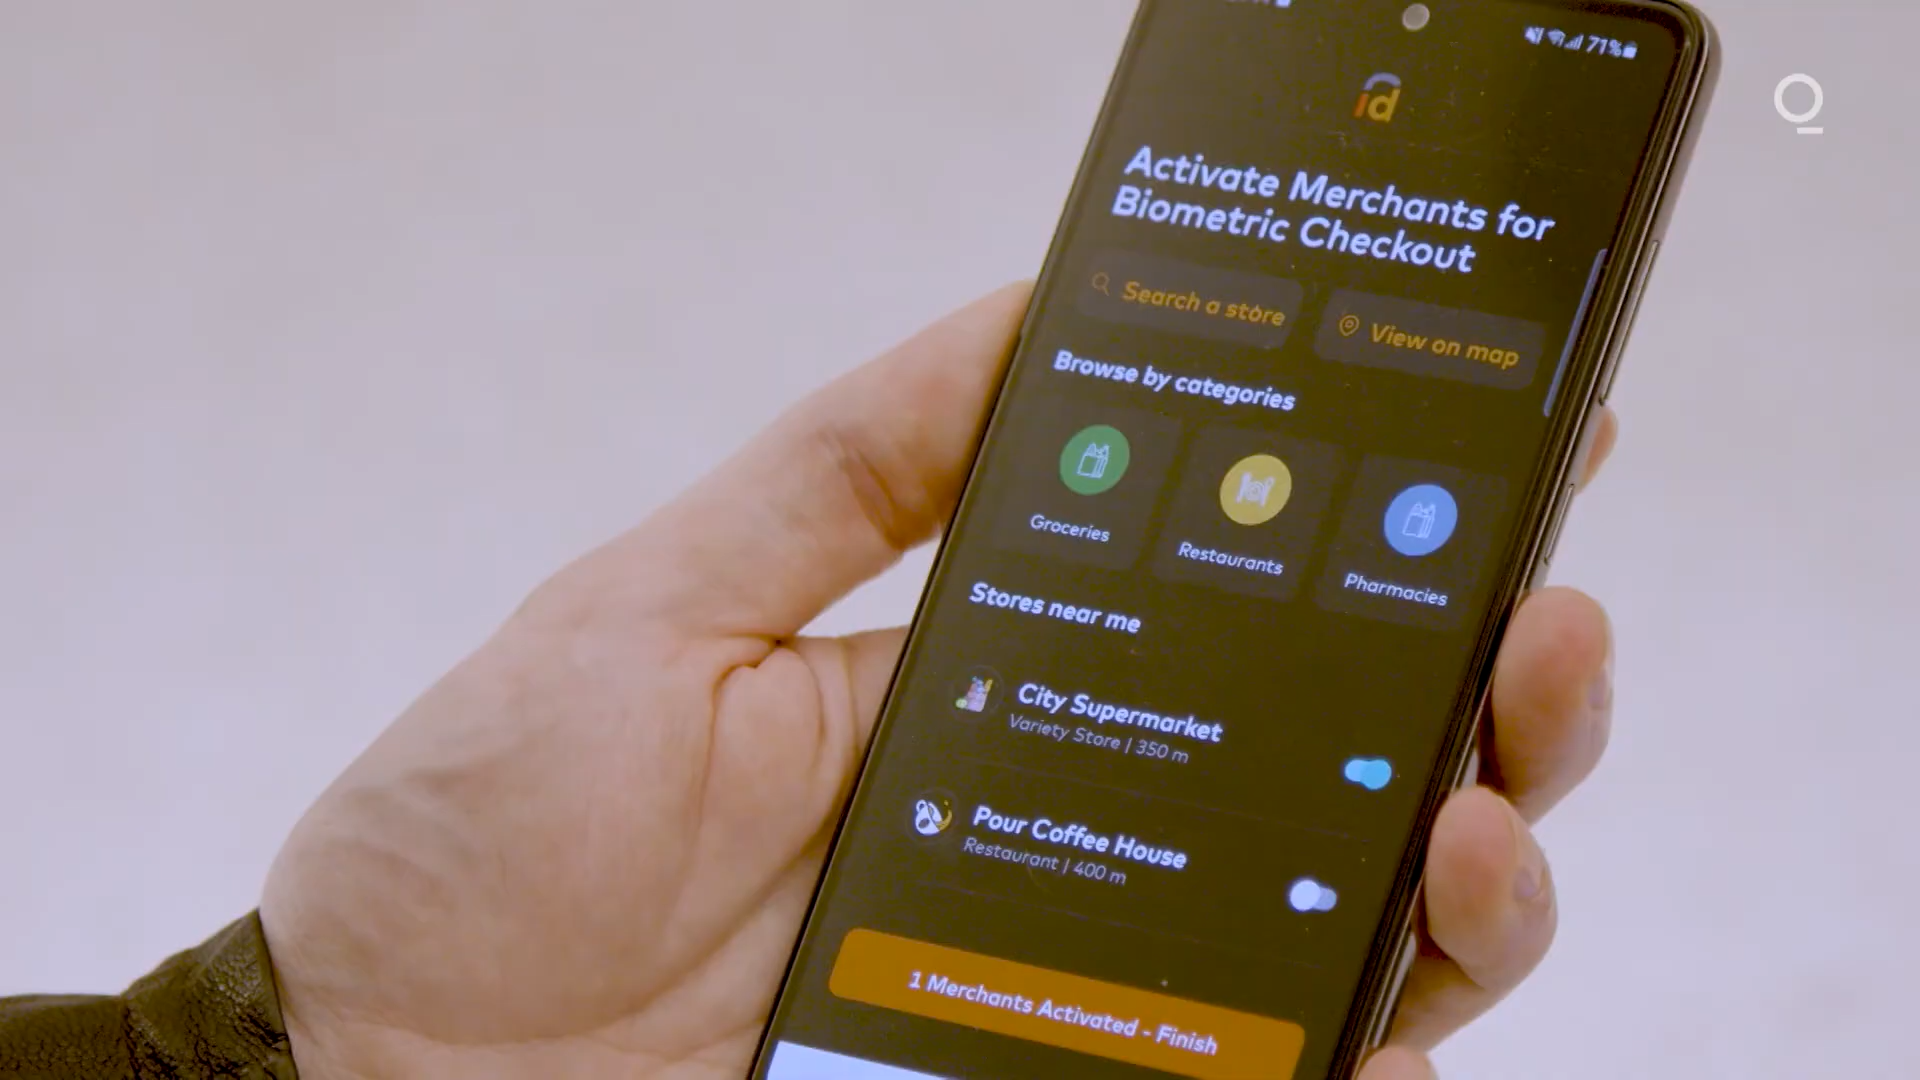 71%
id
Activate Merchants for
Biometric Checkout
Search a store
View on map
Browse by categories
Groceries
Restaurants
Pharmacies
Stores near me
City Supermarket
Variety Store | 350 m
Pour Coffee House
Restaurant | 400 m
1 Merchants Activated - Finish